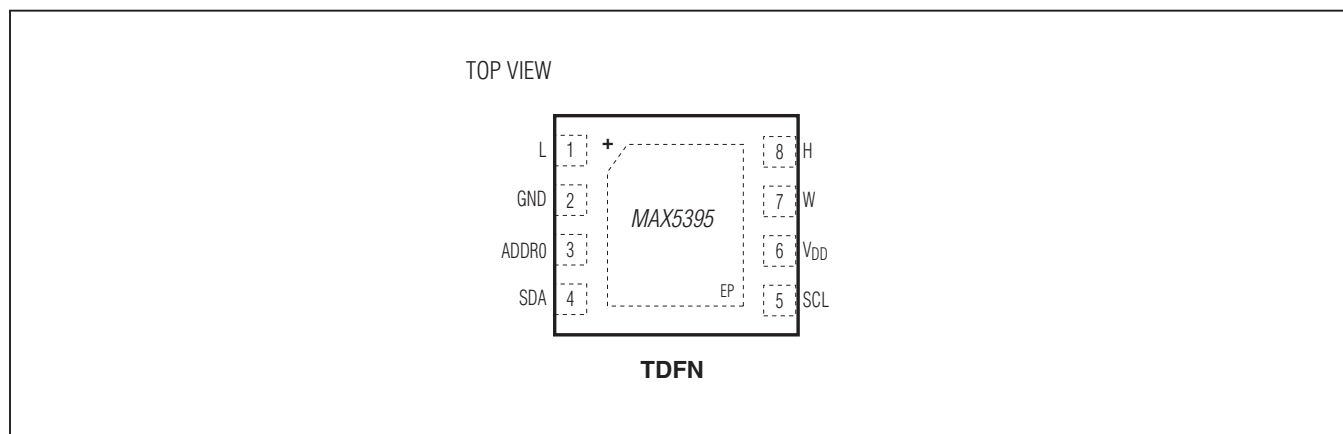 TOP VIEW
L 1 + 8 H
GND 2 7 W
MAX5395
ADDR0 3 6 VDD
SDA 4 EP 5 SCL
TDFN